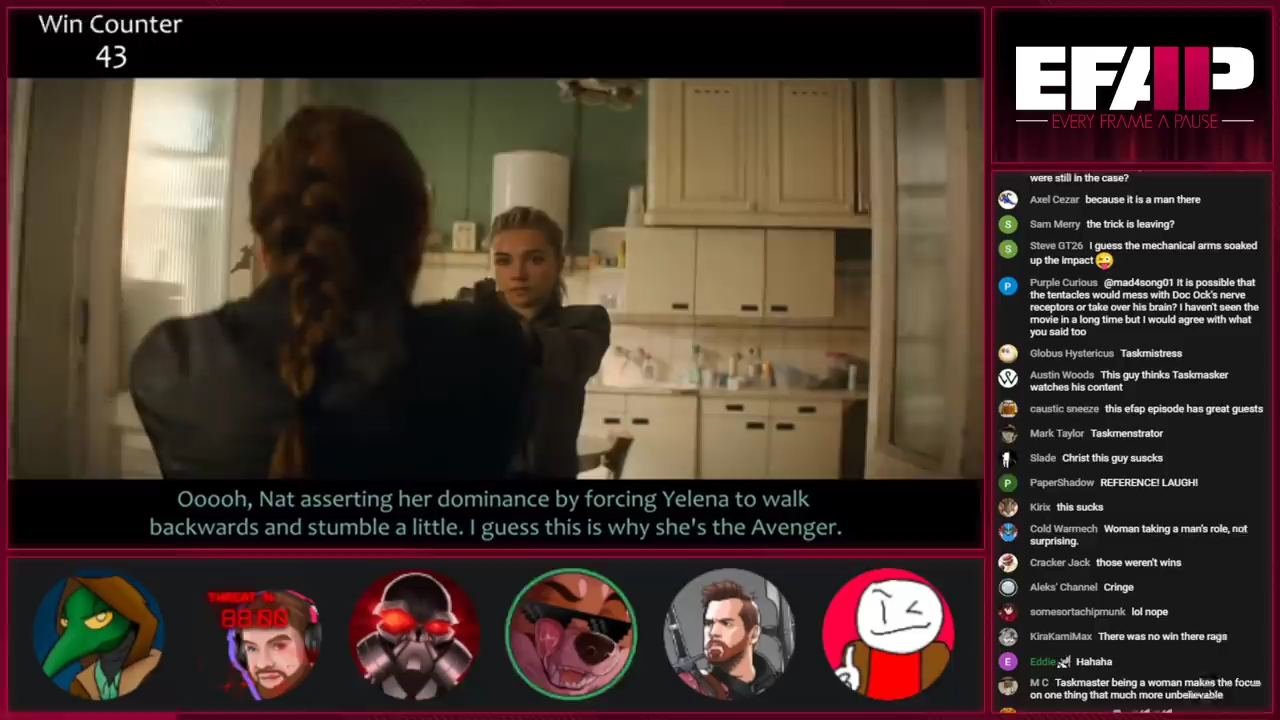 Win Counter
43
Ooooh, Nat asserting her dominance by forcing Yelena to walk
backwards and stumble a little. I guess this is why she's the Avenger.
THREAT
88:00
EFAP
EVERY FRAME A PAUSE
were still in the case?
Axel Cezar because it is a man there
Sam Merry the trick is leaving?
Steve GT26 I guess the mechanical arms soaked
up the impact
Purple Curious @mad4song01 It is possible that
the tentacles would mess with Doc Ock's nerve
receptors or take over his brain? I haven't seen the
movie in a long time but I would agree with what
you said too
Globus Hystericus Taskmistress
Austin Woods This guy thinks Taskmasker
watches his content
caustic sneeze this efap episode has great guests
Mark Taylor Taskmenstrator
Slade Christ this guy suscks
PaperShadow REFERENCE! LAUGH!
Kirix this sucks
Cold Warmech Woman taking a man's role, not
surprising.
Cracker Jack those weren't wins
Aleks' Channel Cringe
somesortachipmunk lol nope
KiraKamiMax There was no win there rags
Eddie Hahaha
M C Taskmaster being a woman makes the focus
on one thing that much more unbelievable